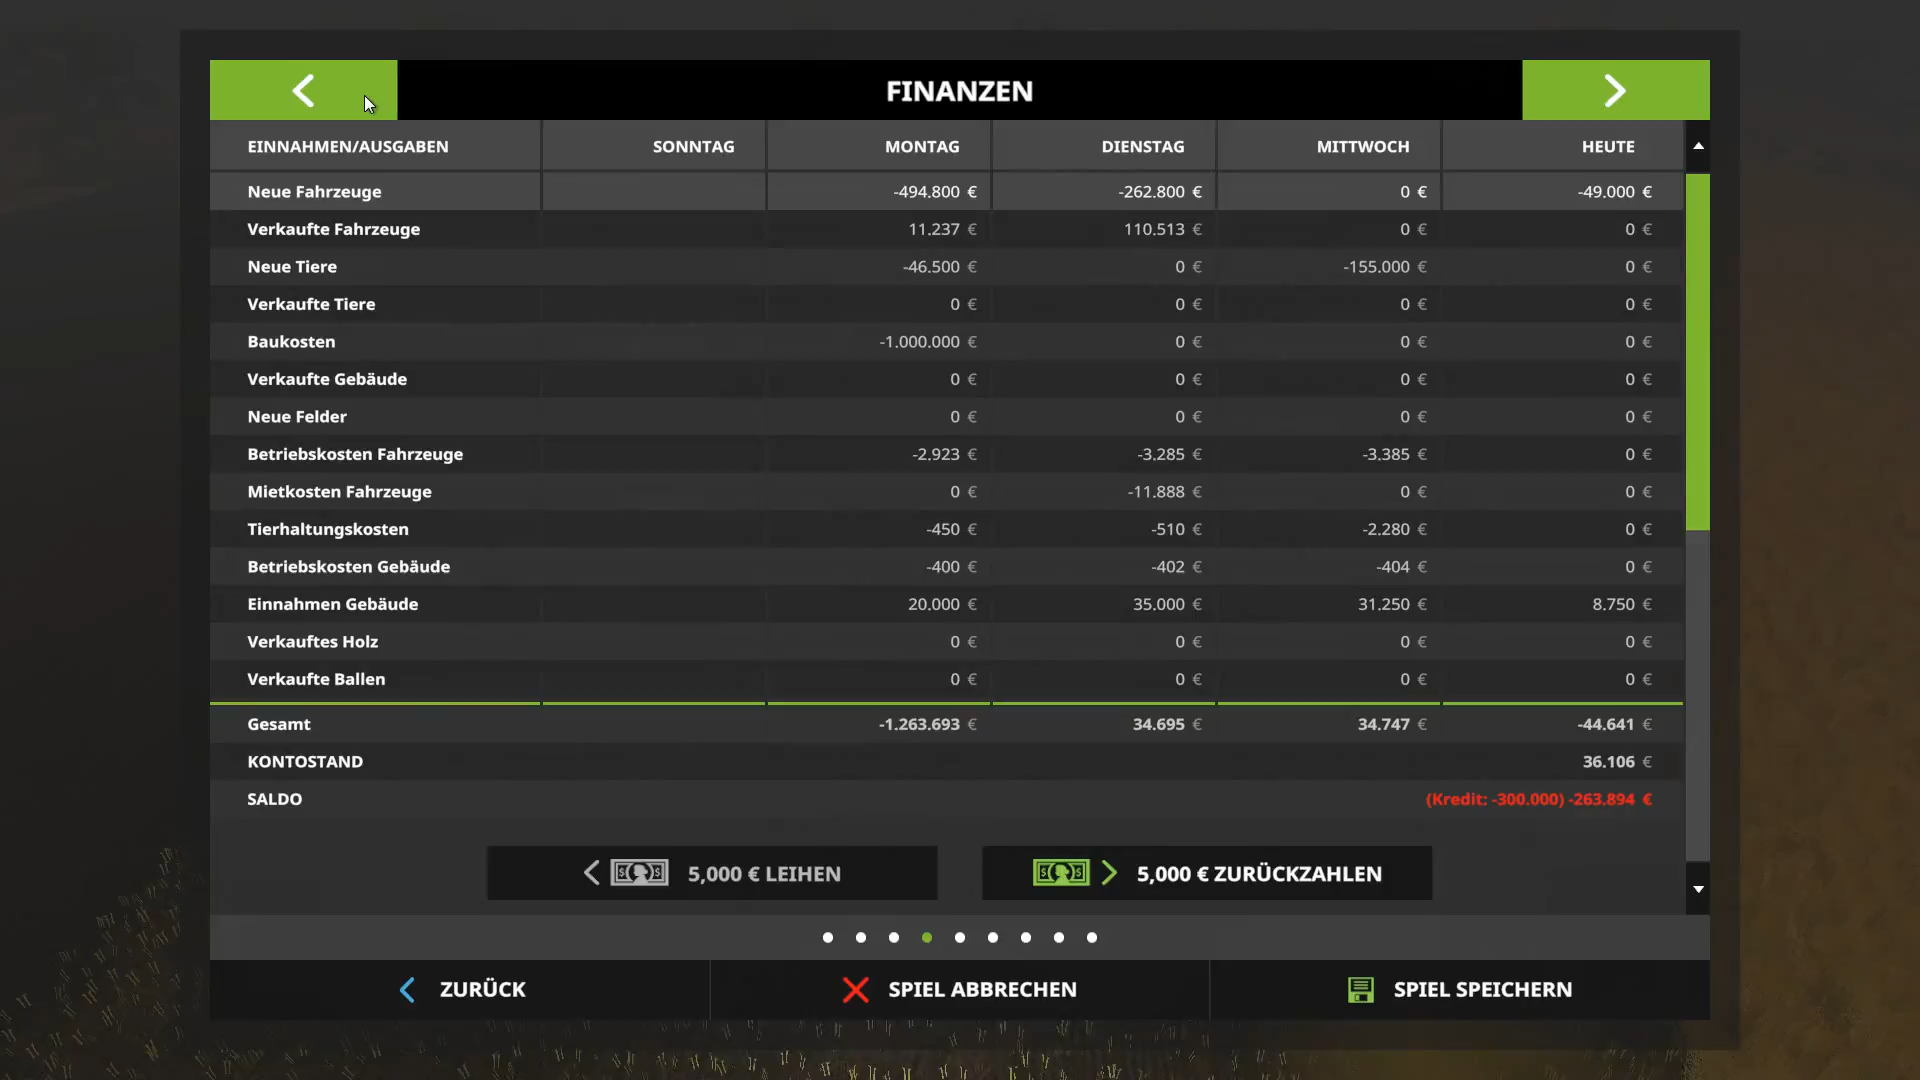 FINANZEN
EINNAHMEN/AUSGABEN SONNTAG MONTAG DIENSTAG MITTWOCH HEUTE
Neue Fahrzeuge -494.800 € -262.800 € 0 € -49.000 €
Verkaufte Fahrzeuge 11.237 € 110.513 € 0 € 0 €
Neue Tiere -46.500 € 0 € -155.000 € 0 €
Verkaufte Tiere 0 € 0 € 0 € 0 €
Baukosten -1.000.000 € 0 € 0 € 0 €
Verkaufte Gebäude 0 € 0 € 0 € 0 €
Neue Felder 0 € 0 € 0 € 0 €
Betriebskosten Fahrzeuge -2.923 € -3.285 € -3.385 € 0 €
Mietkosten Fahrzeuge 0 € -11.888 € 0 € 0 €
Tierhaltungskosten -450 € -510 € -2.280 € 0 €
Betriebskosten Gebäude -400 € -402 € -404 € 0 €
Einnahmen Gebäude 20.000 € 35.000 € 31.250 € 8.750 €
Verkauftes Holz 0 € 0 € 0 € 0 €
Verkaufte Ballen 0 € 0 € 0 € 0 €
Gesamt -1.263.693 € 34.695 € 34.747 € -44.641 €
KONTOSTAND 36.106 €
SALDO (Kredit: -300.000) -263.894 €
5,000 € LEIHEN 5,000 € ZURÜCKZAHLEN
ZURÜCK SPIEL ABBRECHEN SPIEL SPEICHERN